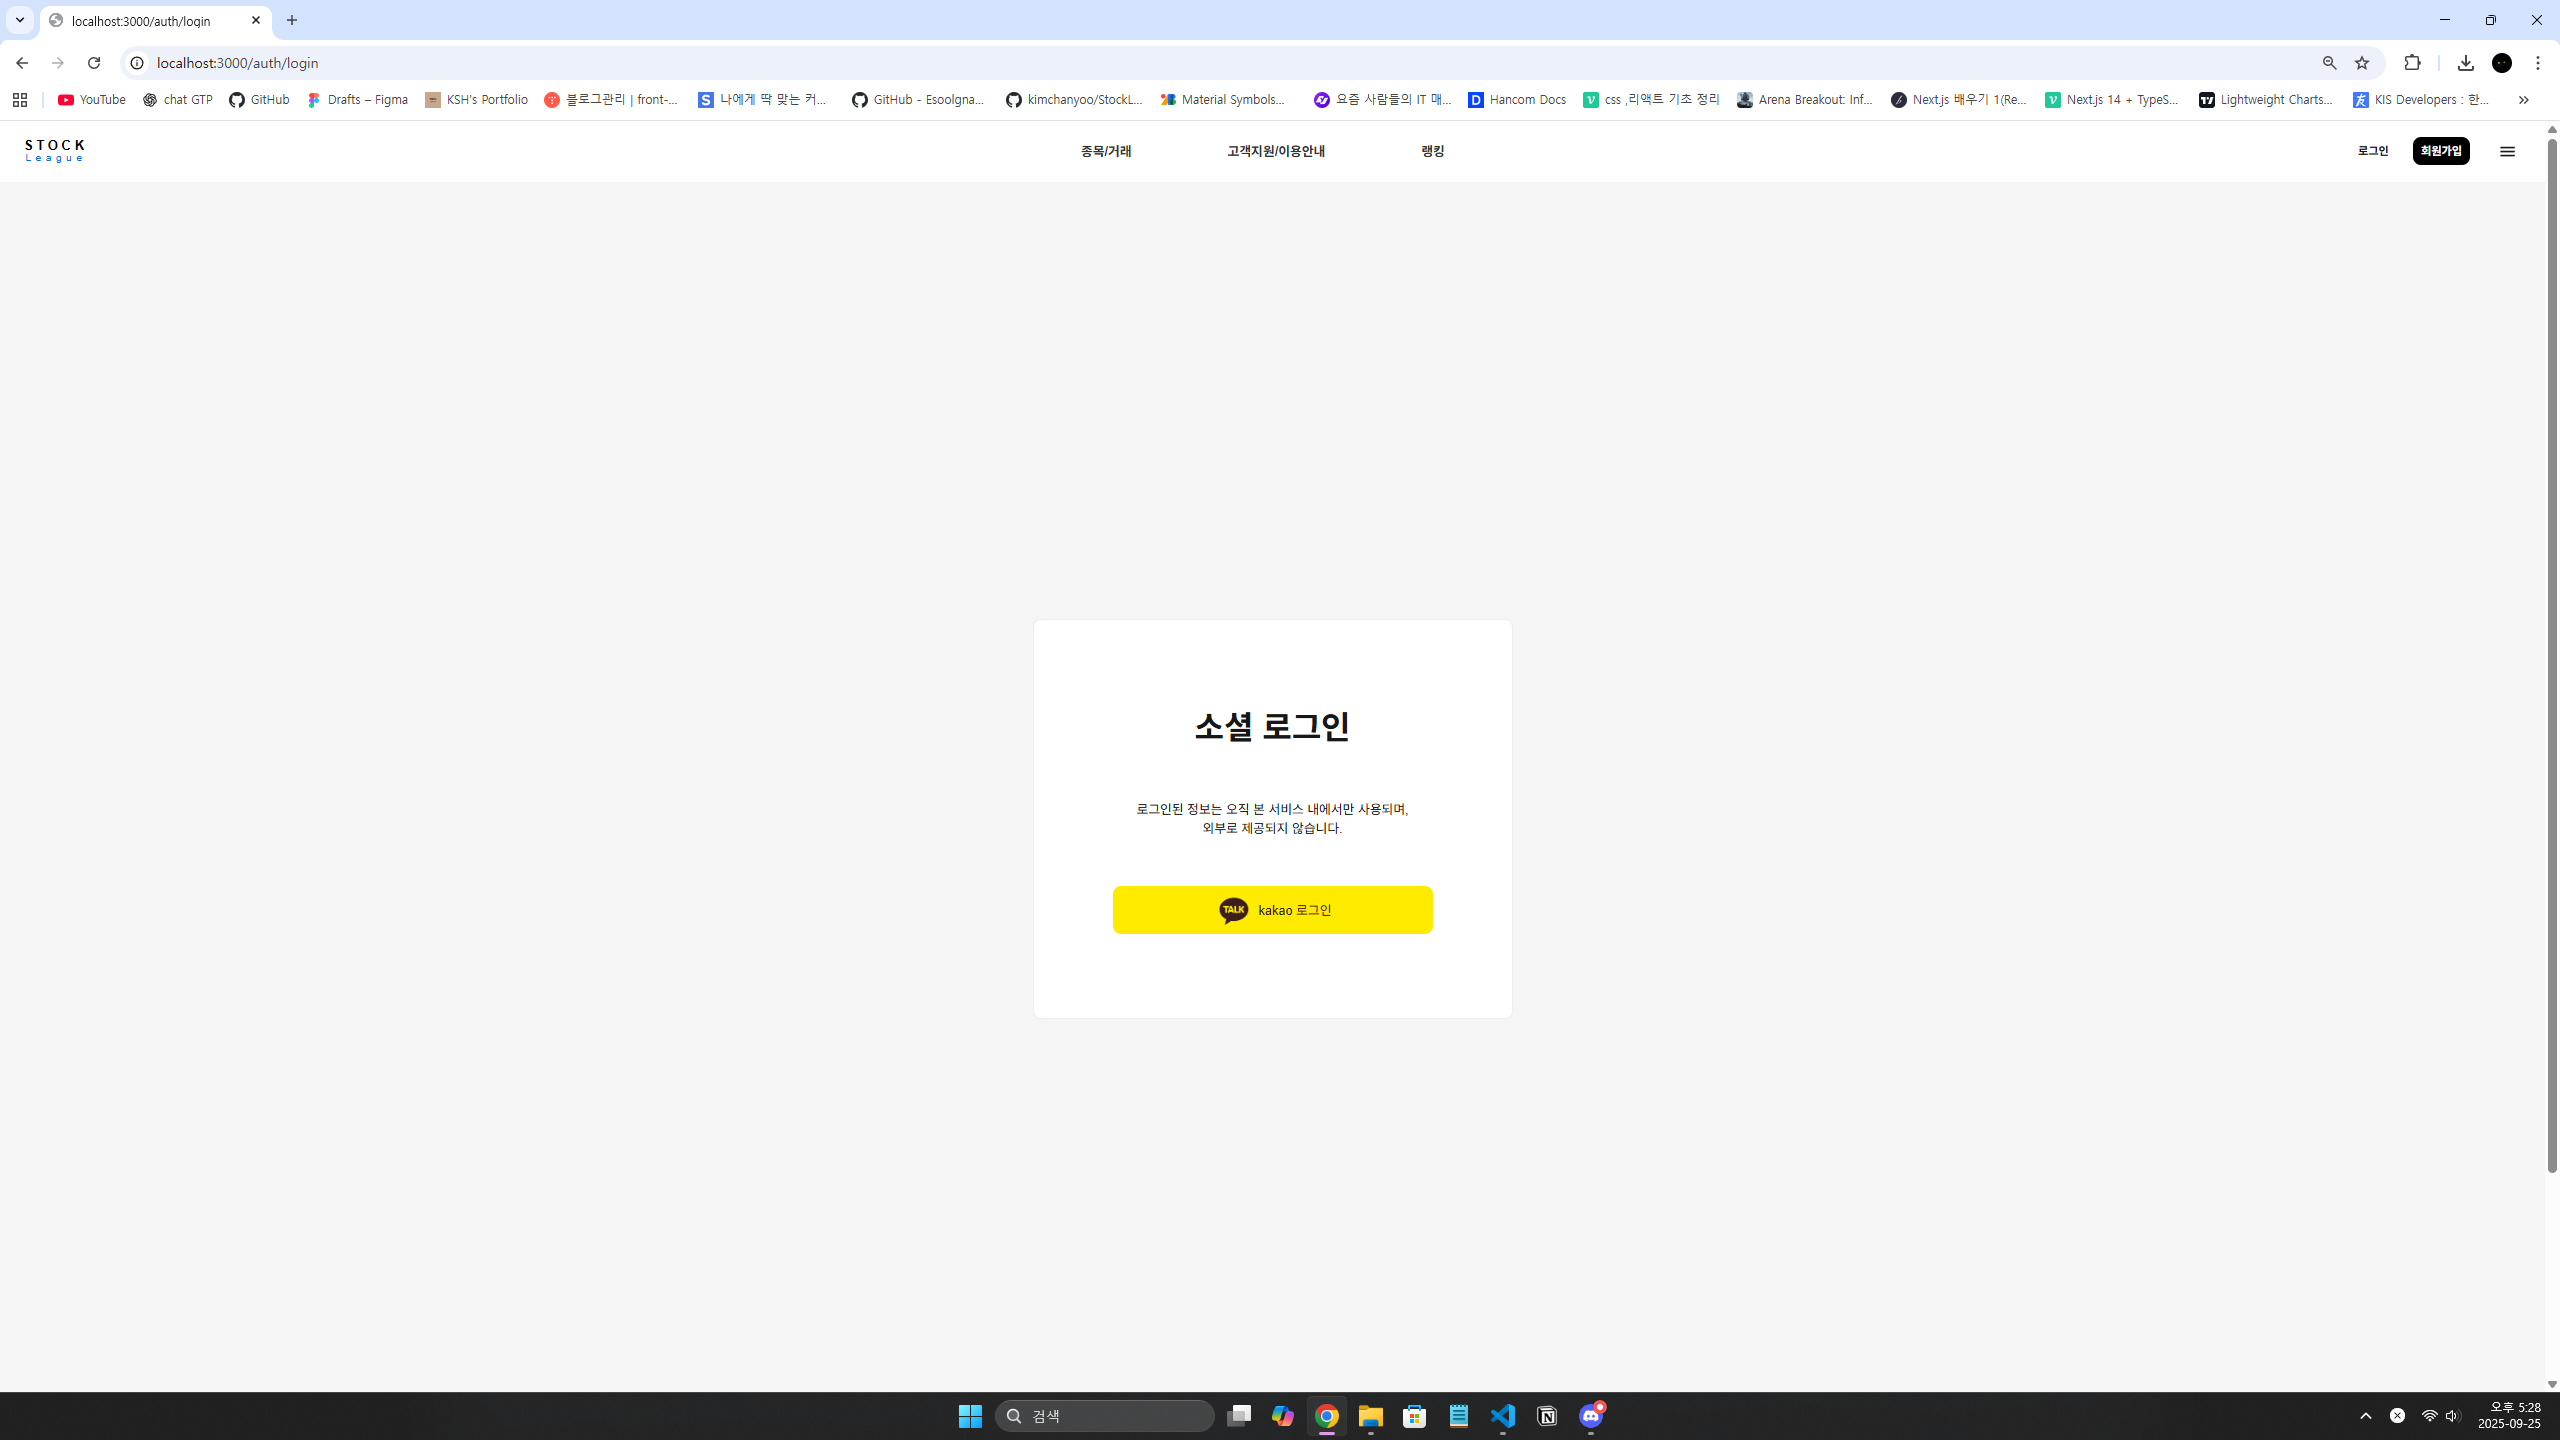 localhost:3000/auth/login
localhost:3000/auth/login
YouTube
chat GTP
GitHub
Drafts – Figma
KSH's Portfolio
블로그관리 | front-...
나에게 딱 맞는 커...
GitHub - Esoolgna...
kimchanyoo/StockL...
Material Symbols...
요즘 사람들의 IT 매...
Hancom Docs
css ,리액트 기초 정리
Arena Breakout: Inf...
Next.js 배우기 1(Re...
Next.js 14 + TypeS...
Lightweight Charts...
KIS Developers : 한...
STOCK
League
종목/거래
고객지원/이용안내
랭킹
로그인
회원가입
소셜 로그인
로그인된 정보는 오직 본 서비스 내에서만 사용되며,
외부로 제공되지 않습니다.
TALK
kakao 로그인
검색
오후 5:28
2025-09-25